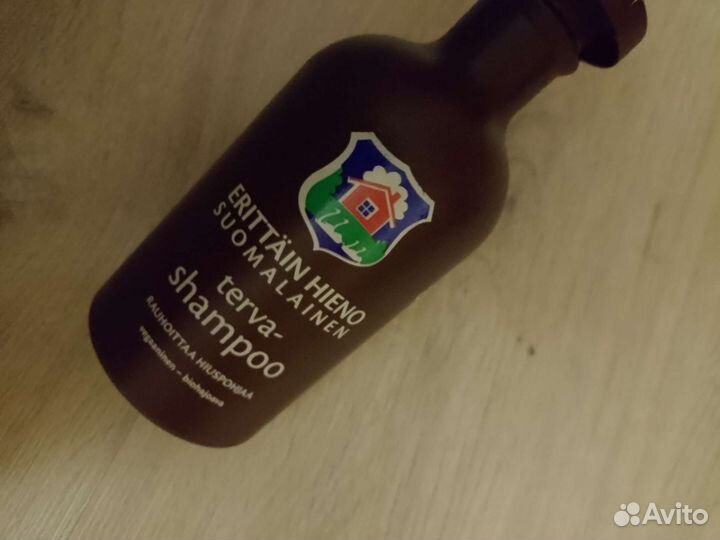 ERITTÄIN HIENO
SUOMALAINEN
terva-
shampoo
RAUHOITTAA HIUSPOHJAA
vegaaninen – biohajoava
Avito